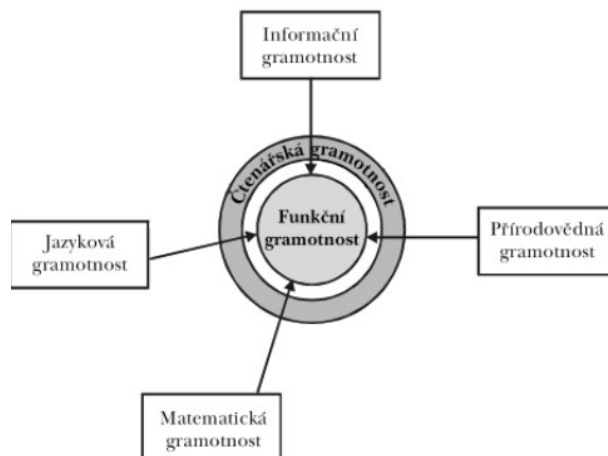 Informační
gramotnost
Čtenářská gramotnost
Funkční
gramotnost
Jazyková
gramotnost
Přírodovědná
gramotnost
Matematická
gramotnost